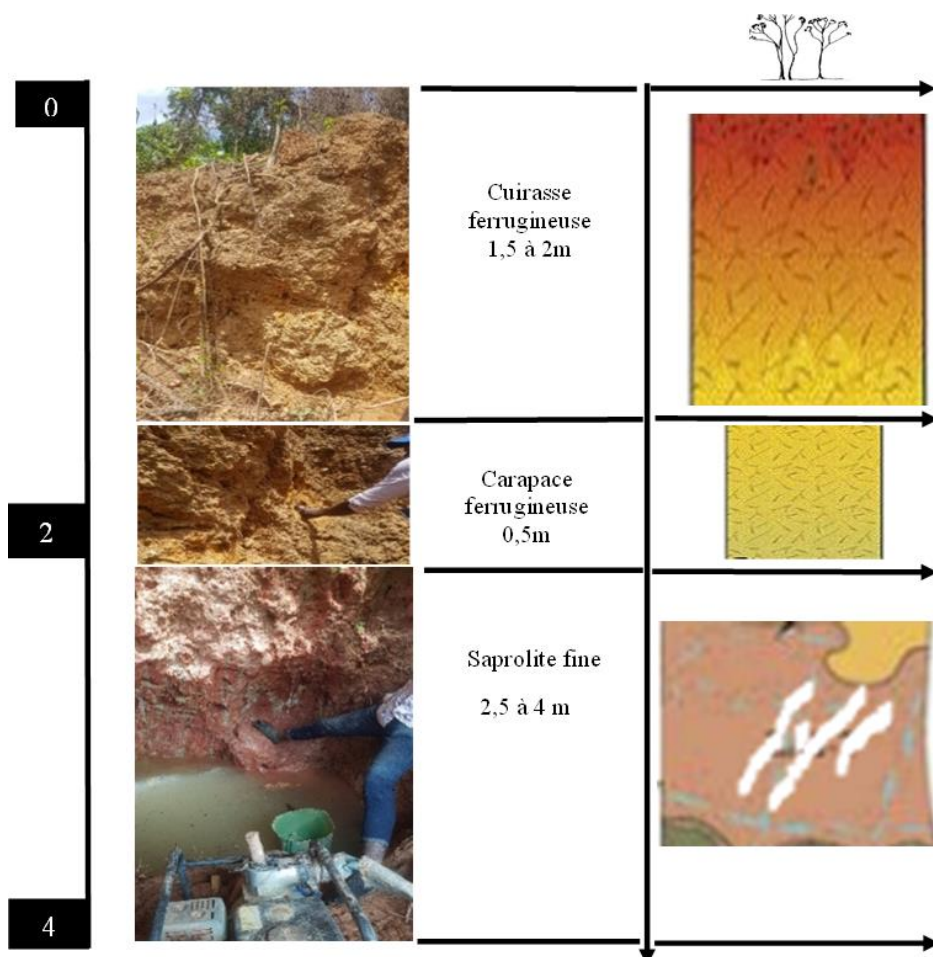 0
Cuirasse
ferrugineuse
1,5 à 2m
2
Carapace
ferrugineuse
0,5m
Saprolite fine
2,5 à 4 m
4